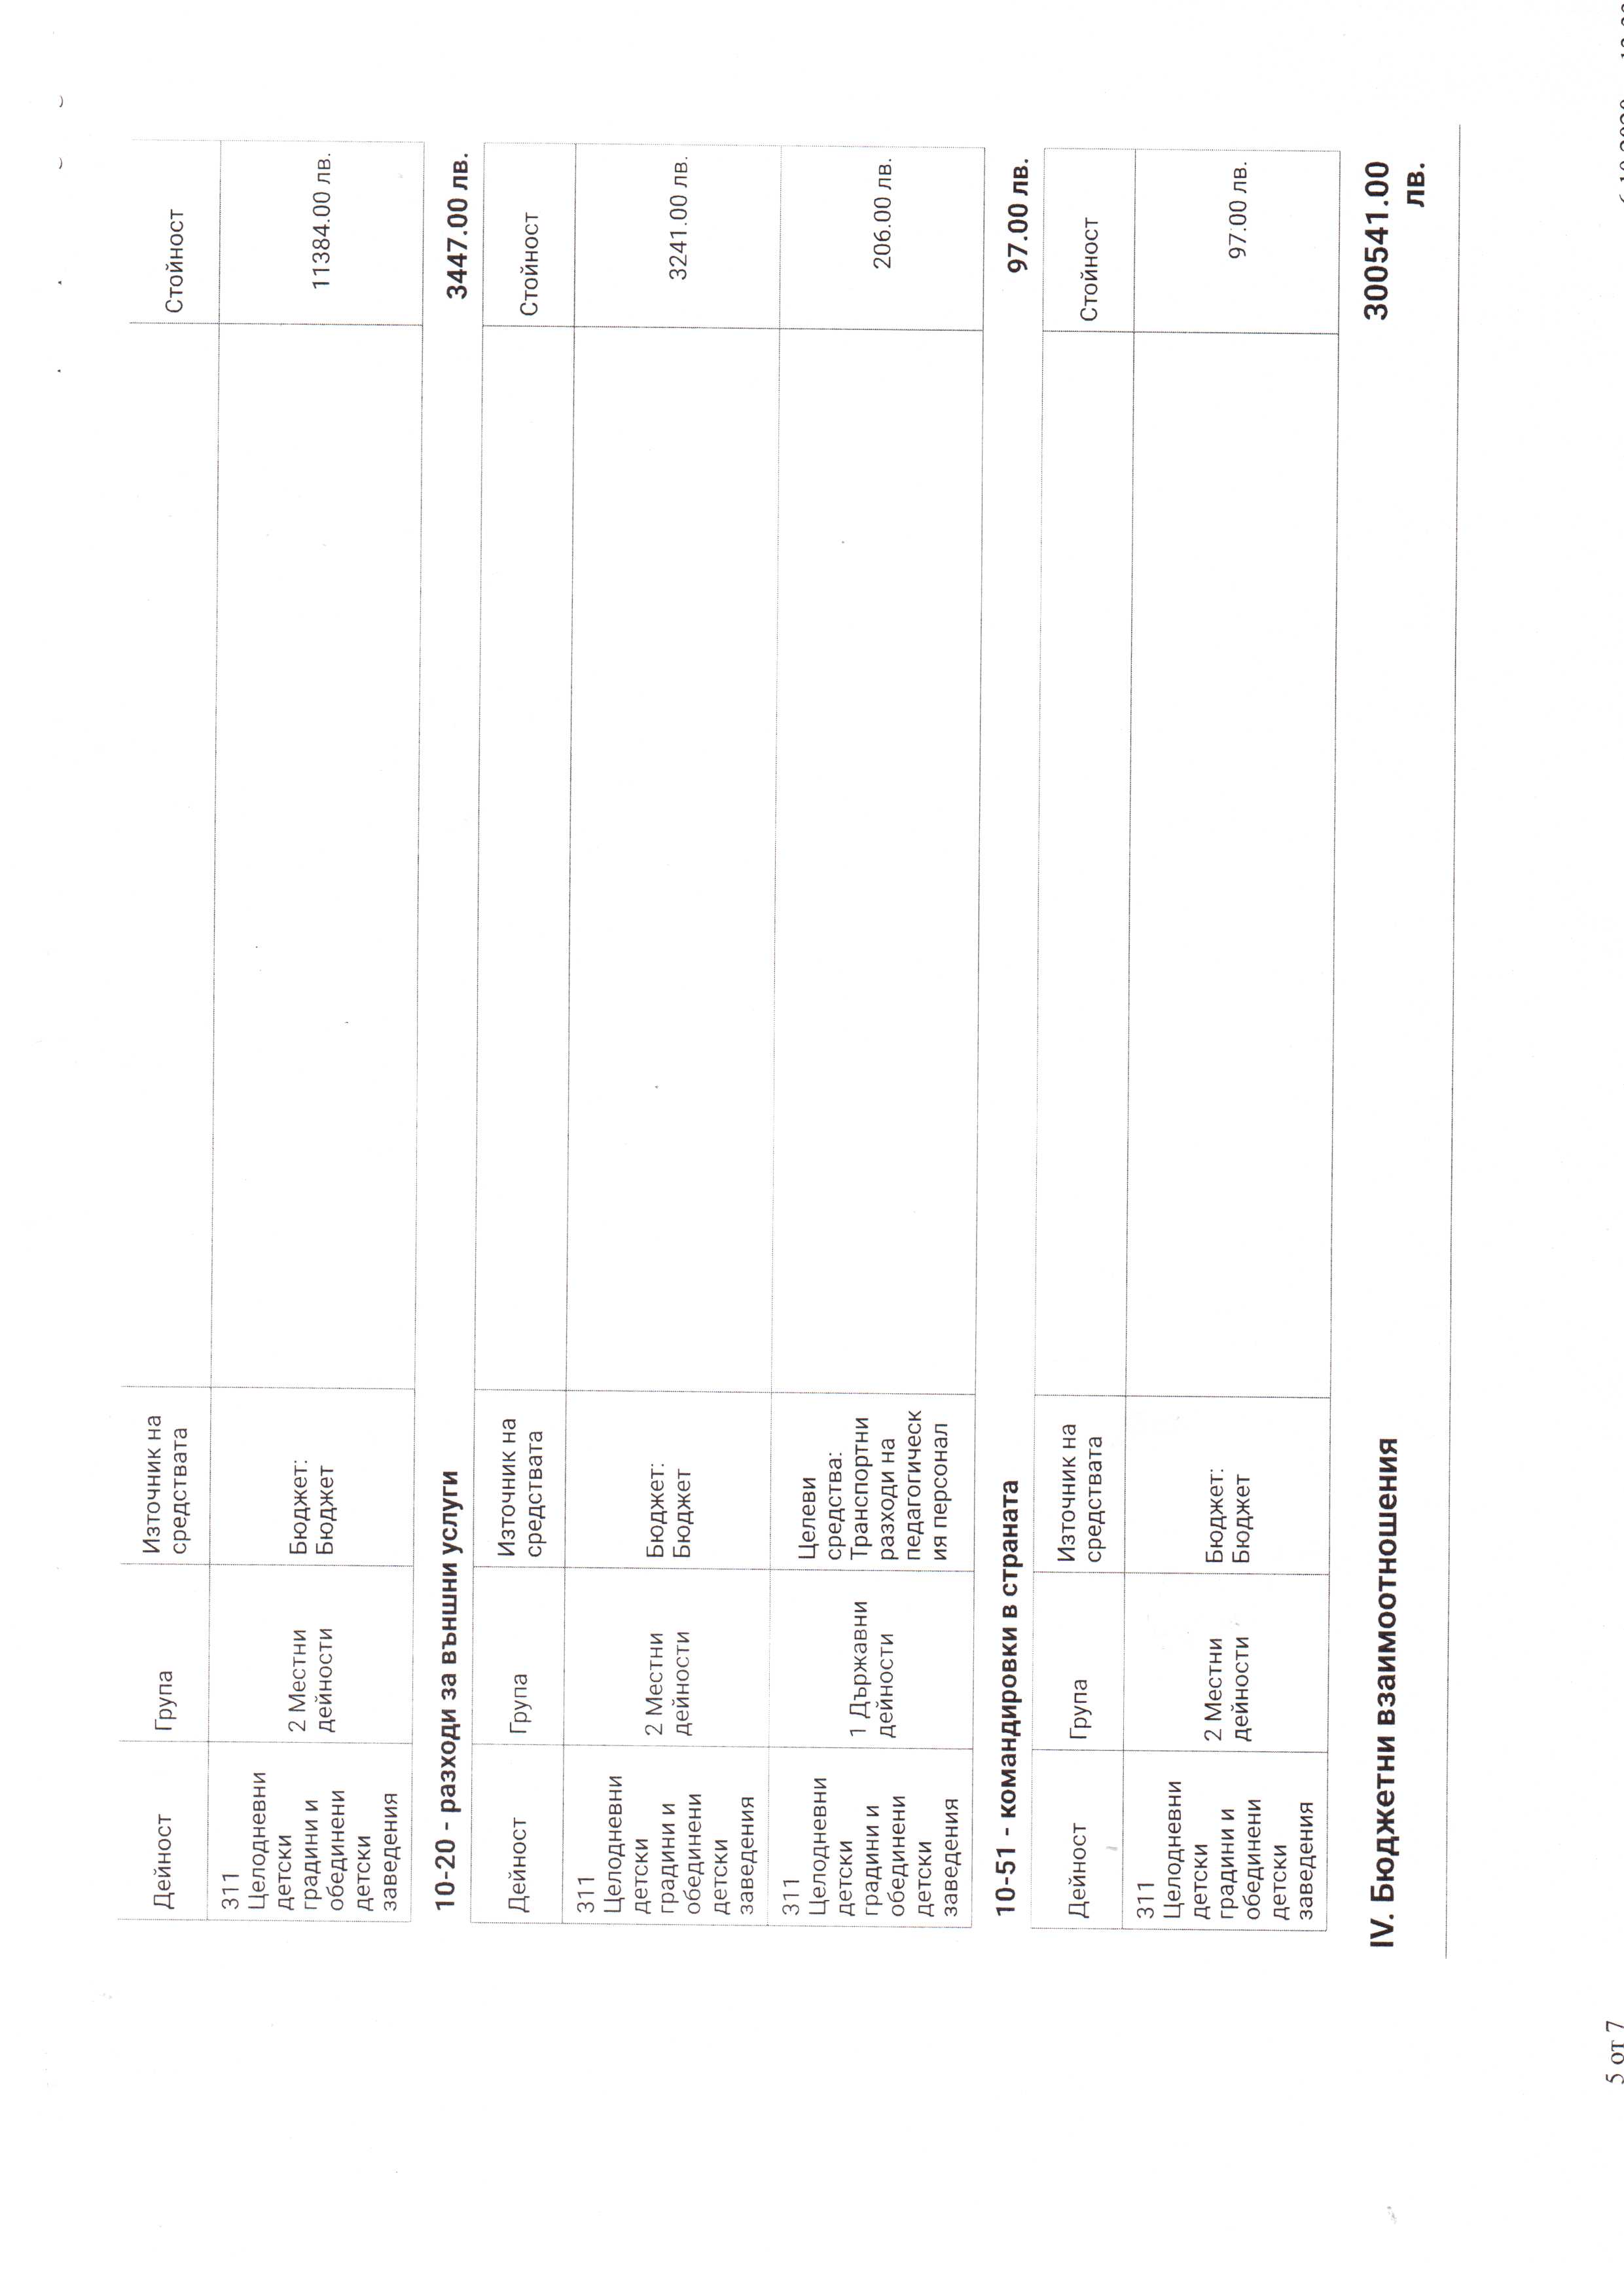 Дейност
Група
Източник на
средствата
Стойност
311
Целодневни
детски
градини и
обединени
детски
заведения
2 Местни
дейности
Бюджет:
Бюджет
11384.00 лв.
10-20 - разходи за външни услуги
3447.00 лв.
Дейност
Група
Източник на
средствата
Стойност
311
Целодневни
детски
градини и
обединени
детски
заведения
2 Местни
дейности
Бюджет:
Бюджет
3241.00 лв.
311
Целодневни
детски
градини и
обединени
детски
заведения
1 Държавни
дейности
Целеви
средства:
Транспортни
разходи на
педагогическ
ия персонал
206.00 лв.
10-51 - командировки в страната
97.00 лв.
Дейност
Група
Източник на
средствата
Стойност
311
Целодневни
детски
градини и
обединени
детски
заведения
2 Местни
дейности
Бюджет:
Бюджет
97.00 лв.
IV. Бюджетни взаимоотношения
300541.00
лв.
5 от 7